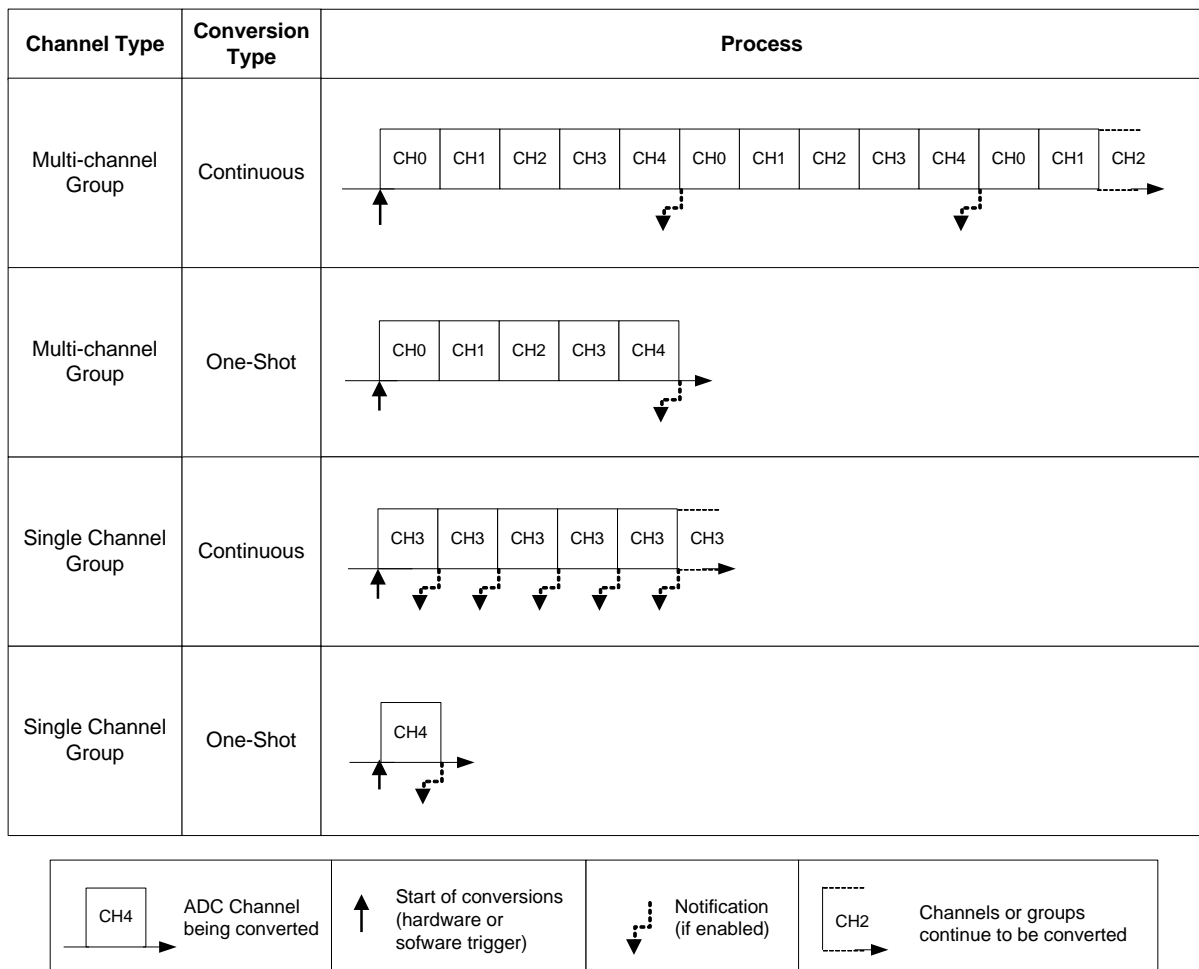 Channel Type
Conversion
Type
Process
Multi-channel
Group
Continuous
CH0 CH1 CH2 CH3 CH4 CH0 CH1 CH2 CH3 CH4 CH0 CH1 CH2
Multi-channel
Group
One-Shot
CH0 CH1 CH2 CH3 CH4
Single Channel
Group
Continuous
CH3 CH3 CH3 CH3 CH3 CH3
Single Channel
Group
One-Shot
CH4
CH4
ADC Channel
being converted
Start of conversions
(hardware or
sofware trigger)
Notification
(if enabled)
CH2
Channels or groups
continue to be converted